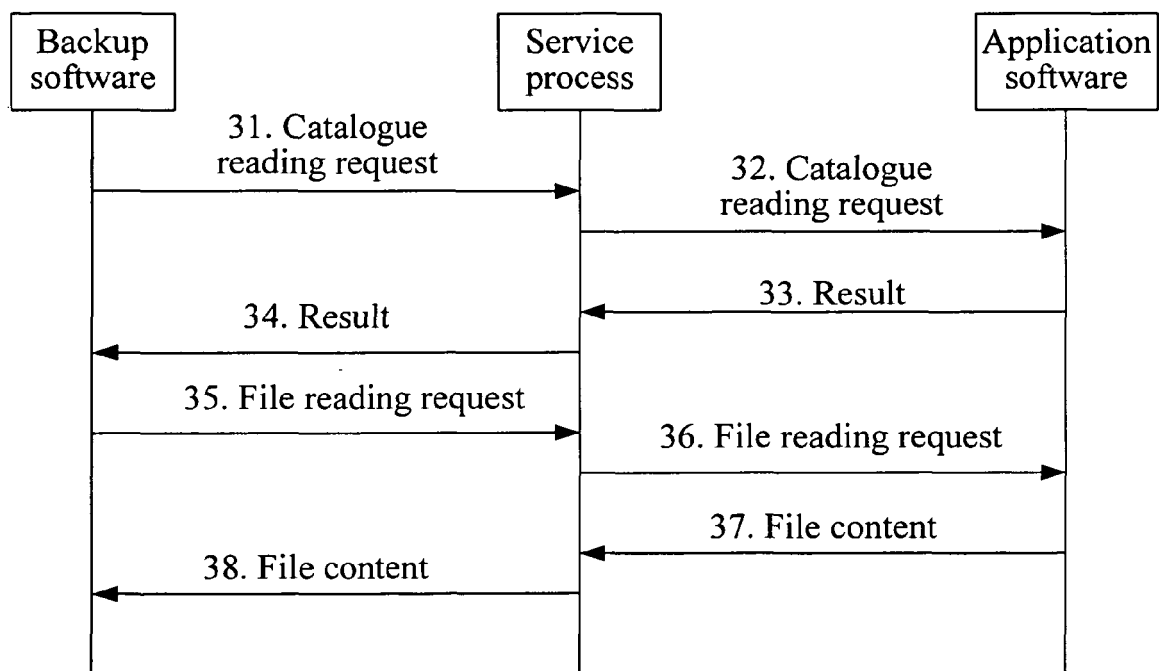 Backup
software
Service
process
Application
software
31. Catalogue
reading request
32. Catalogue
reading request
33. Result
34. Result
35. File reading request
36. File reading request
37. File content
38. File content